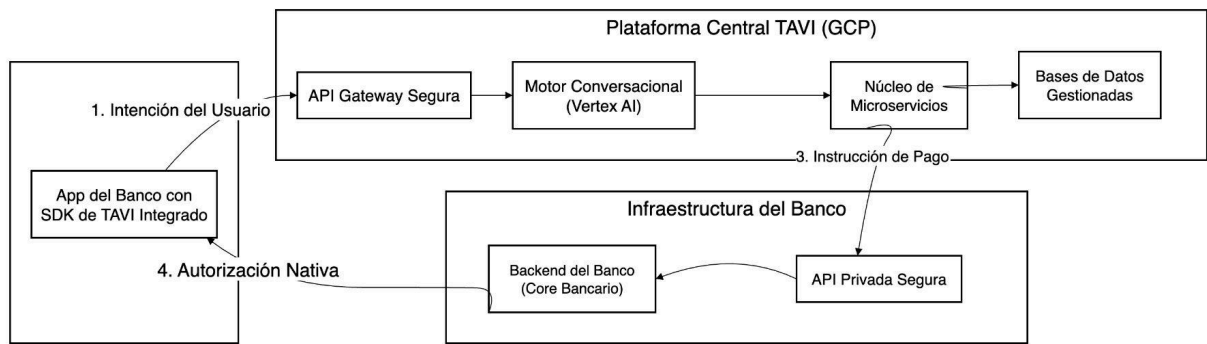 Plataforma Central TAVI (GCP)
1. Intención del Usuario
API Gateway Segura
Motor Conversacional
(Vertex AI)
Núcleo de
Microservicios
Bases de Datos
Gestionadas
3. Instrucción de Pago
App del Banco con
SDK de TAVI Integrado
Infraestructura del Banco
4. Autorización Nativa
Backend del Banco
(Core Bancario)
API Privada Segura